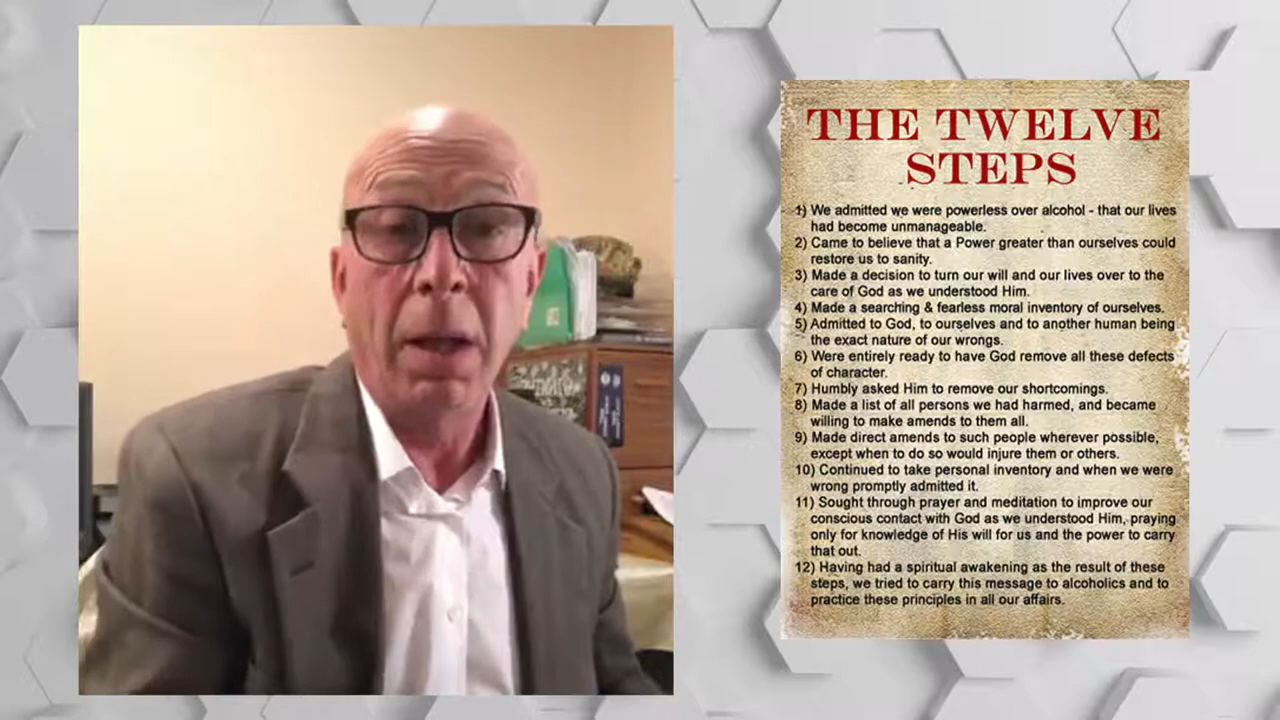 THE TWELVE
STEPS
1) We admitted we were powerless over alcohol - that our lives
had become unmanageable.
2) Came to believe that a Power greater than ourselves could
restore us to sanity.
3) Made a decision to turn our will and our lives over to the
care of God as we understood Him.
4) Made a searching & fearless moral inventory of ourselves.
5) Admitted to God, to ourselves and to another human being
the exact nature of our wrongs.
6) Were entirely ready to have God remove all these defects
of character.
7) Humbly asked Him to remove our shortcomings.
8) Made a list of all persons we had harmed, and became
willing to make amends to them all.
9) Made direct amends to such people wherever possible,
except when to do so would injure them or others.
10) Continued to take personal inventory and when we were
wrong promptly admitted it.
11) Sought through prayer and meditation to improve our
conscious contact with God as we understood Him, praying
only for knowledge of His will for us and the power to carry
that out.
12) Having had a spiritual awakening as the result of these
steps, we tried to carry this message to alcoholics and to
practice these principles in all our affairs.